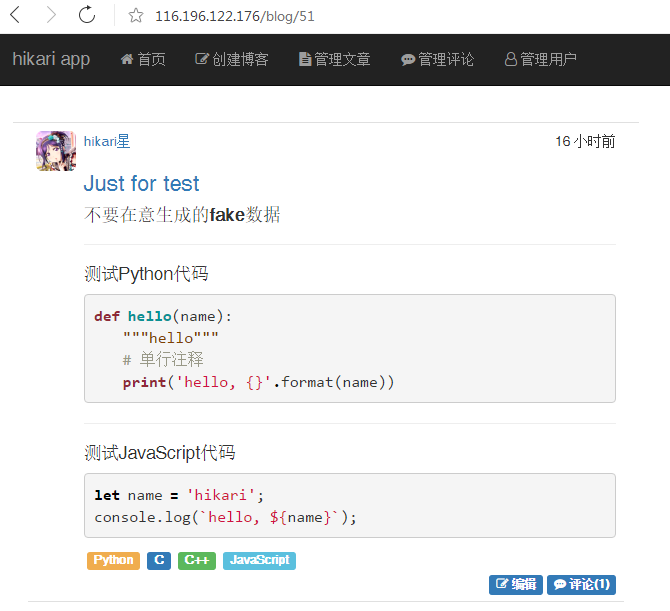 116.196.122.176/blog/51
hikari app 首页 创建博客 管理文章 管理评论 管理用户
hikari星 16 小时前
Just for test
不要在意生成的fake数据
测试Python代码
def hello(name):
    """hello"""
    # 单行注释
    print('hello, {}'.format(name))
测试JavaScript代码
let name = 'hikari';
console.log(`hello, ${name}`);
Python C C++ JavaScript
编辑 评论(1)